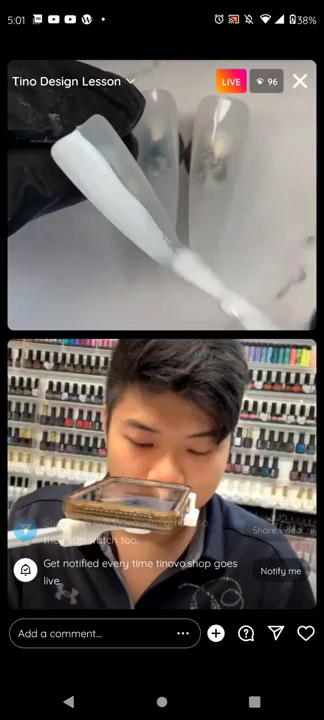 5:01
38%
Tino Design Lesson
LIVE
96
they can watch too.
Share video
Get notified every time tinovo.shop goes
live.
Notify me
Add a comment...